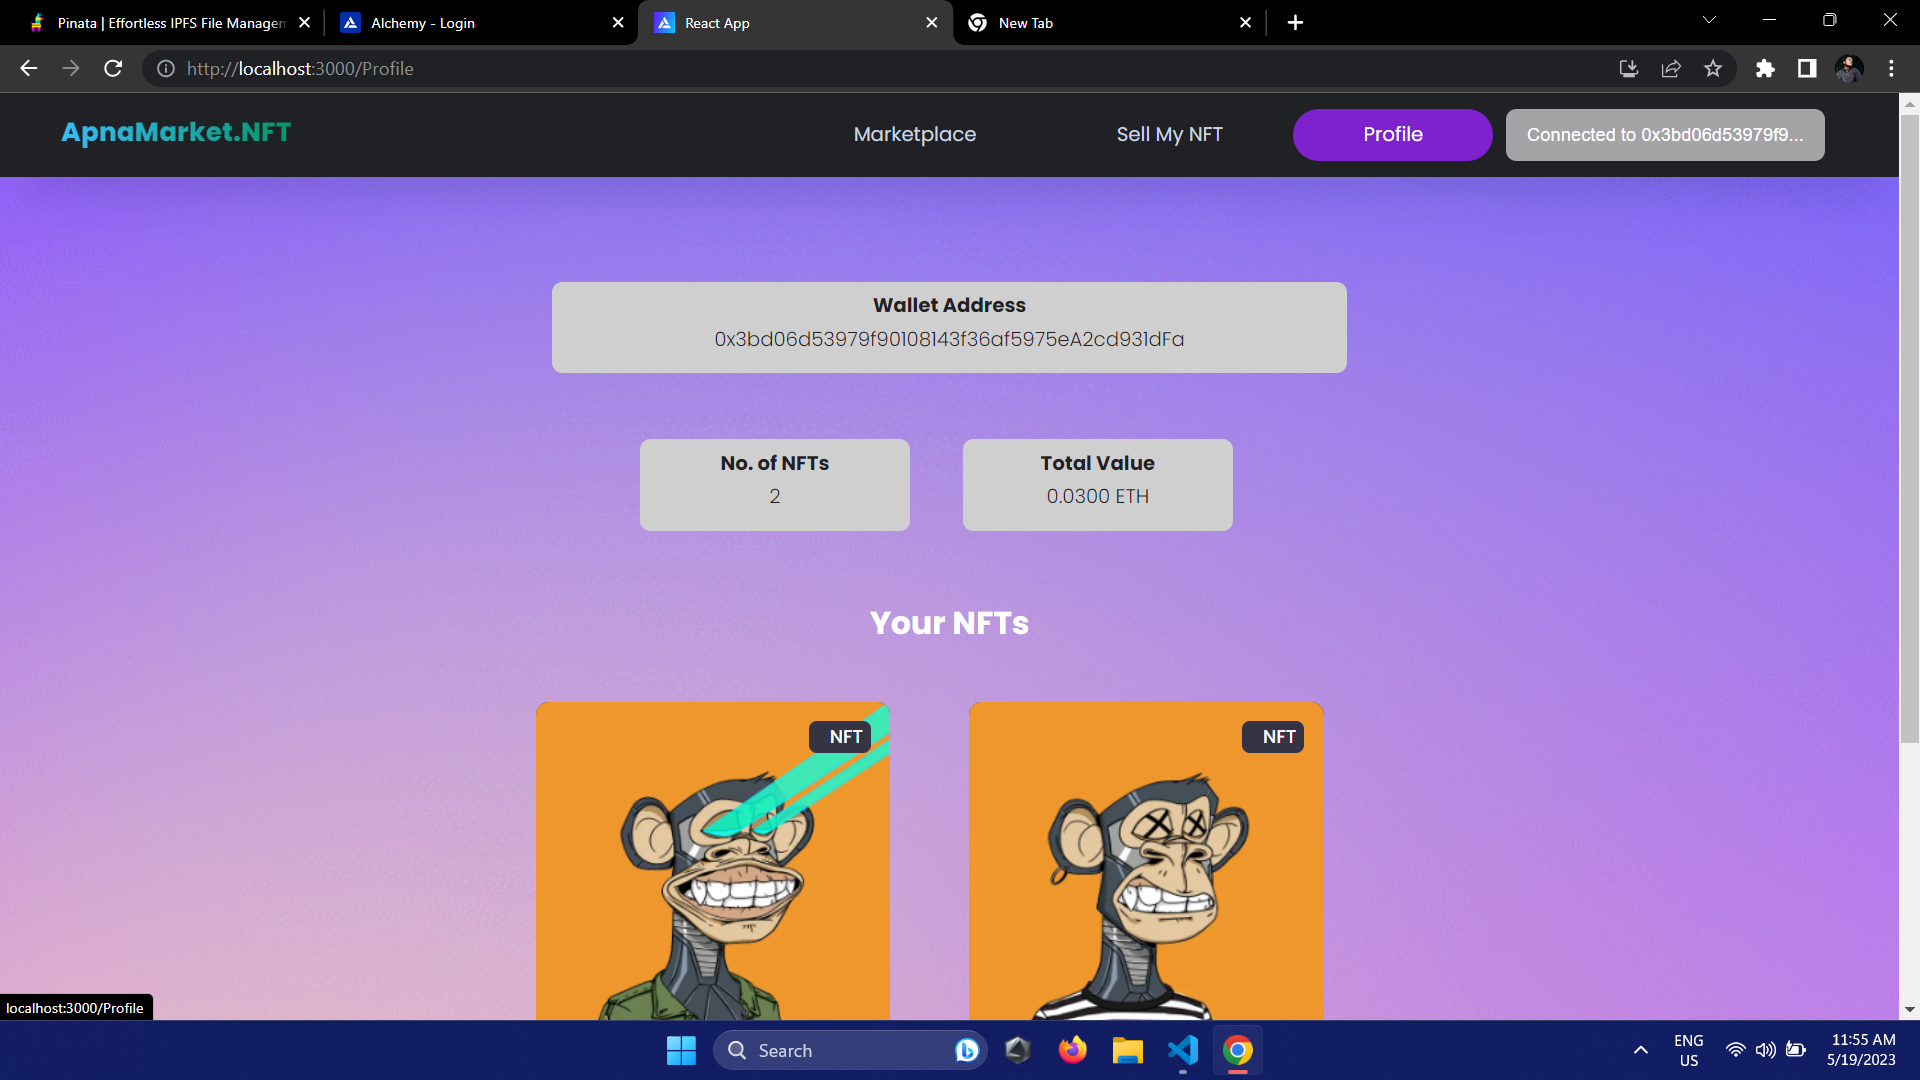 Pinata | Effortless IPFS File Managem
Alchemy - Login
React App
New Tab
http://localhost:3000/Profile
ApnaMarket.NFT
Marketplace
Sell My NFT
Profile
Connected to 0x3bd06d53979f9...
Wallet Address
0x3bd06d53979f90108143f36af5975eA2cd931dFa
No. of NFTs
2
Total Value
0.0300 ETH
Your NFTs
NFT
NFT
localhost:3000/Profile
Search
ENG
US
11:55 AM
5/19/2023